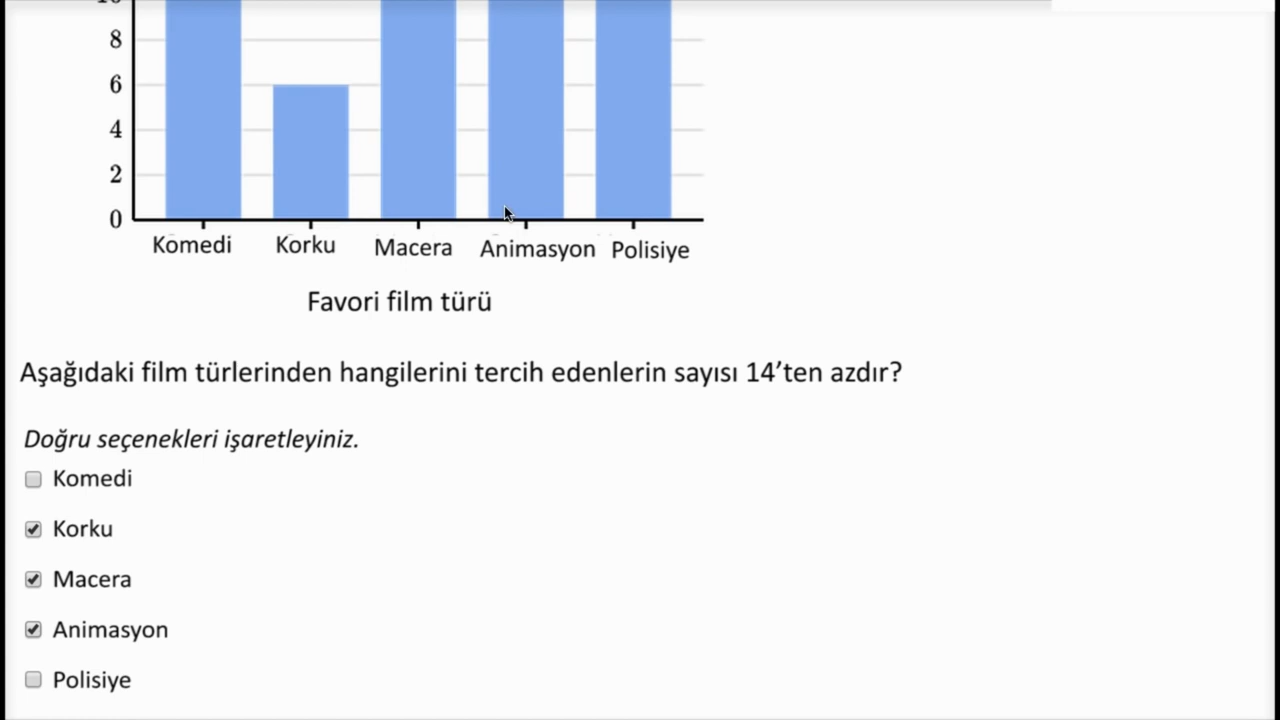 10
8
6
4
2
0
Komedi Korku Macera Animasyon Polisiye
Favori film türü
Aşağıdaki film türlerinden hangilerini tercih edenlerin sayısı 14’ten azdır?
Doğru seçenekleri işaretleyiniz.
Komedi
Korku
Macera
Animasyon
Polisiye